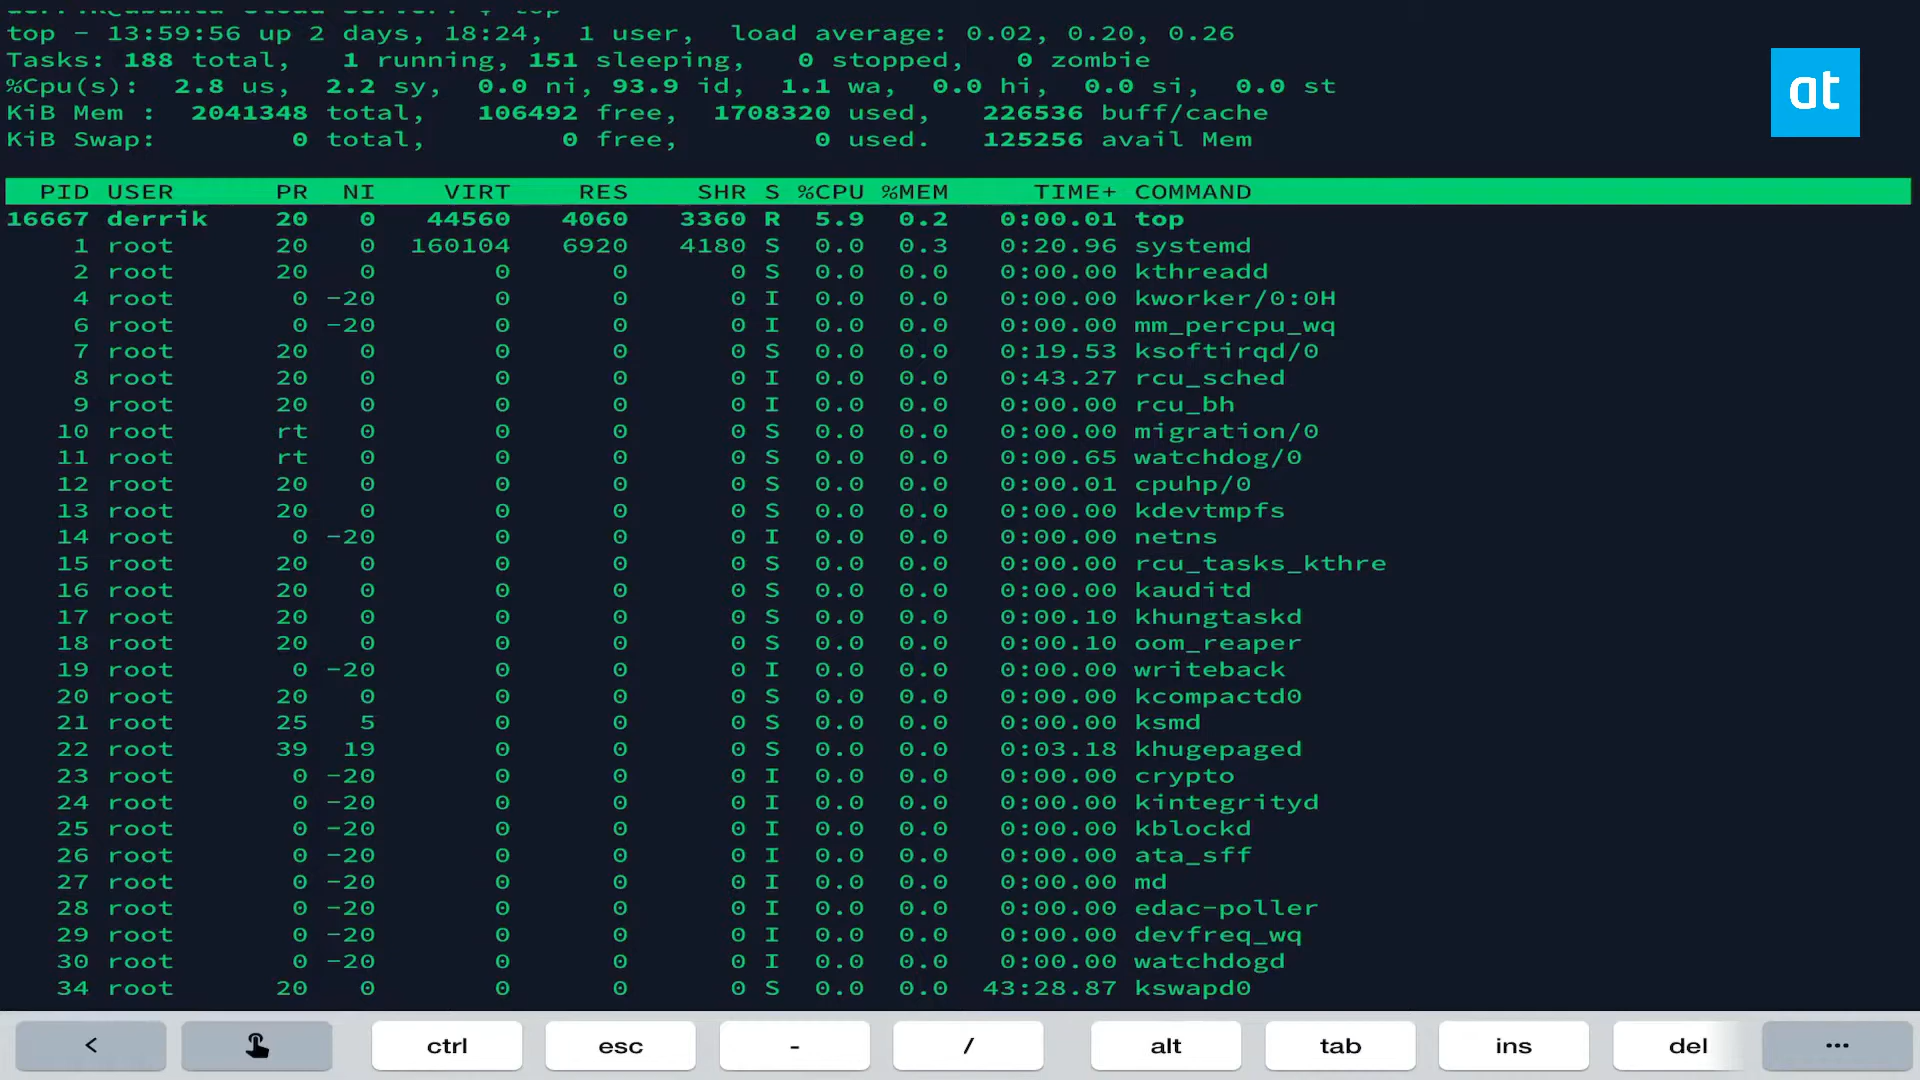 top - 13:59:56 up 2 days, 18:24,  1 user,  load average: 0.02, 0.20, 0.26
Tasks: 188 total,   1 running, 151 sleeping,   0 stopped,   0 zombie
%Cpu(s):  2.8 us,  2.2 sy,  0.0 ni, 93.9 id,  1.1 wa,  0.0 hi,  0.0 si,  0.0 st
KiB Mem :  2041348 total,   106492 free,  1708320 used,   226536 buff/cache
KiB Swap:        0 total,        0 free,        0 used.   125256 avail Mem
at
PID USER PR NI VIRT RES SHR S %CPU %MEM TIME+ COMMAND
16667 derrik 20 0 44560 4060 3360 R 5.9 0.2 0:00.01 top
1 root 20 0 160104 6920 4180 S 0.0 0.3 0:20.96 systemd
2 root 20 0 0 0 0 S 0.0 0.0 0:00.00 kthreadd
4 root 0 -20 0 0 0 I 0.0 0.0 0:00.00 kworker/0:0H
6 root 0 -20 0 0 0 I 0.0 0.0 0:00.00 mm_percpu_wq
7 root 20 0 0 0 0 S 0.0 0.0 0:19.53 ksoftirqd/0
8 root 20 0 0 0 0 I 0.0 0.0 0:43.27 rcu_sched
9 root 20 0 0 0 0 I 0.0 0.0 0:00.00 rcu_bh
10 root rt 0 0 0 0 S 0.0 0.0 0:00.00 migration/0
11 root rt 0 0 0 0 S 0.0 0.0 0:00.65 watchdog/0
12 root 20 0 0 0 0 S 0.0 0.0 0:00.01 cpuhp/0
13 root 20 0 0 0 0 S 0.0 0.0 0:00.00 kdevtmpfs
14 root 0 -20 0 0 0 I 0.0 0.0 0:00.00 netns
15 root 20 0 0 0 0 S 0.0 0.0 0:00.00 rcu_tasks_kthre
16 root 20 0 0 0 0 S 0.0 0.0 0:00.00 kauditd
17 root 20 0 0 0 0 S 0.0 0.0 0:00.10 khungtaskd
18 root 20 0 0 0 0 S 0.0 0.0 0:00.10 oom_reaper
19 root 0 -20 0 0 0 I 0.0 0.0 0:00.00 writeback
20 root 20 0 0 0 0 S 0.0 0.0 0:00.00 kcompactd0
21 root 25 5 0 0 0 S 0.0 0.0 0:00.00 ksmd
22 root 39 19 0 0 0 S 0.0 0.0 0:03.18 khugepaged
23 root 0 -20 0 0 0 I 0.0 0.0 0:00.00 crypto
24 root 0 -20 0 0 0 I 0.0 0.0 0:00.00 kintegrityd
25 root 0 -20 0 0 0 I 0.0 0.0 0:00.00 kblockd
26 root 0 -20 0 0 0 I 0.0 0.0 0:00.00 ata_sff
27 root 0 -20 0 0 0 I 0.0 0.0 0:00.00 md
28 root 0 -20 0 0 0 I 0.0 0.0 0:00.00 edac-poller
29 root 0 -20 0 0 0 I 0.0 0.0 0:00.00 devfreq_wq
30 root 0 -20 0 0 0 I 0.0 0.0 0:00.00 watchdogd
34 root 20 0 0 0 0 S 0.0 0.0 43:28.87 kswapd0
< ctrl esc - / alt tab ins del ...